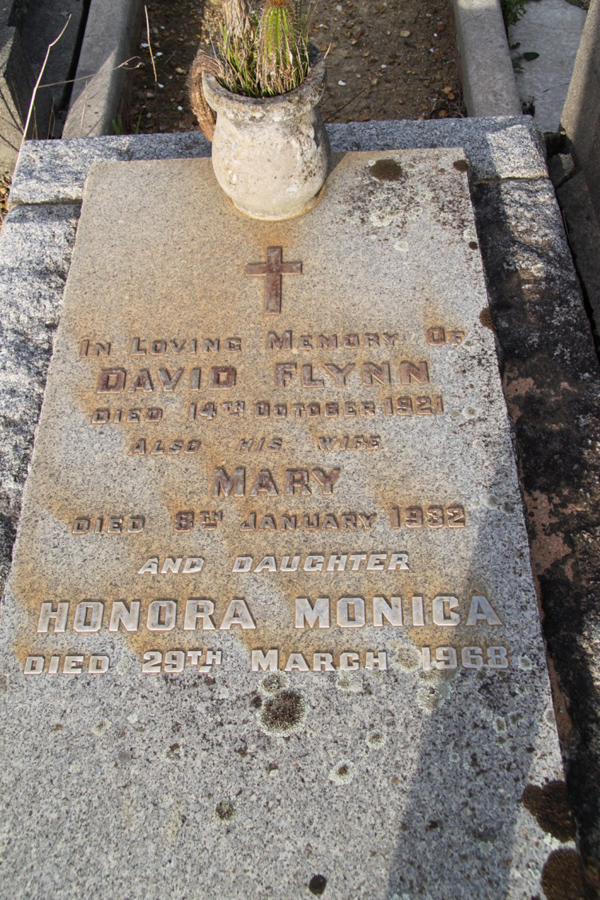 In Loving Memory Of
DAVID FLYNN
Died 14th October 1921
Also his wife
MARY
Died 8th January 1932
AND DAUGHTER
HONORA MONICA
Died 29th March 1968